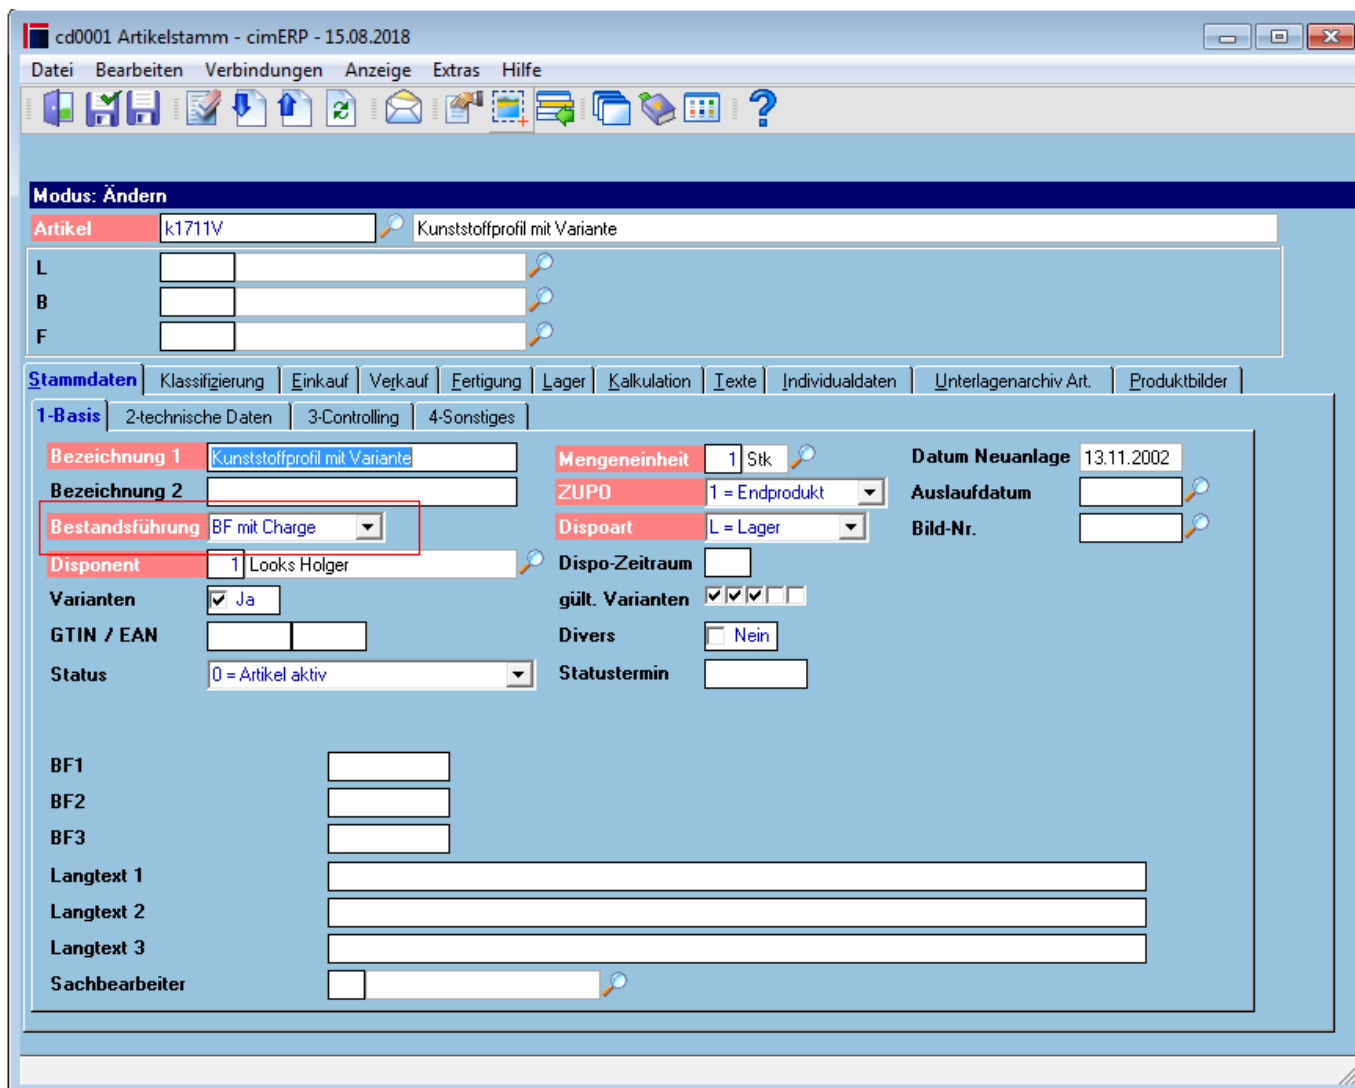 cd0001 Artikelstamm - cimERP - 15.08.2018
Datei Bearbeiten Verbindungen Anzeige Extras Hilfe
Modus: Ändern
Artikel k1711V Kunststoffprofil mit Variante
L
B
F
Stammdaten Klassifizierung Einkauf Verkauf Fertigung Lager Kalkulation Texte Individualdaten Unterlagenarchiv Art. Produktbilder
1-Basis 2-technische Daten 3-Controlling 4-Sonstiges
Bezeichnung 1 Kunststoffprofil mit Variante Mengeneinheit 1 Stk Datum Neuanlage 13.11.2002
Bezeichnung 2 ZUPO 1 = Endprodukt Auslaufdatum
Bestandsführung BF mit Charge Dispoart L = Lager Bild-Nr.
Disponent 1 Looks Holger Dispo-Zeitraum
Varianten Ja gült. Varianten
GTIN / EAN Divers Nein
Status 0 = Artikel aktiv Statustermin
BF1
BF2
BF3
Langtext 1
Langtext 2
Langtext 3
Sachbearbeiter